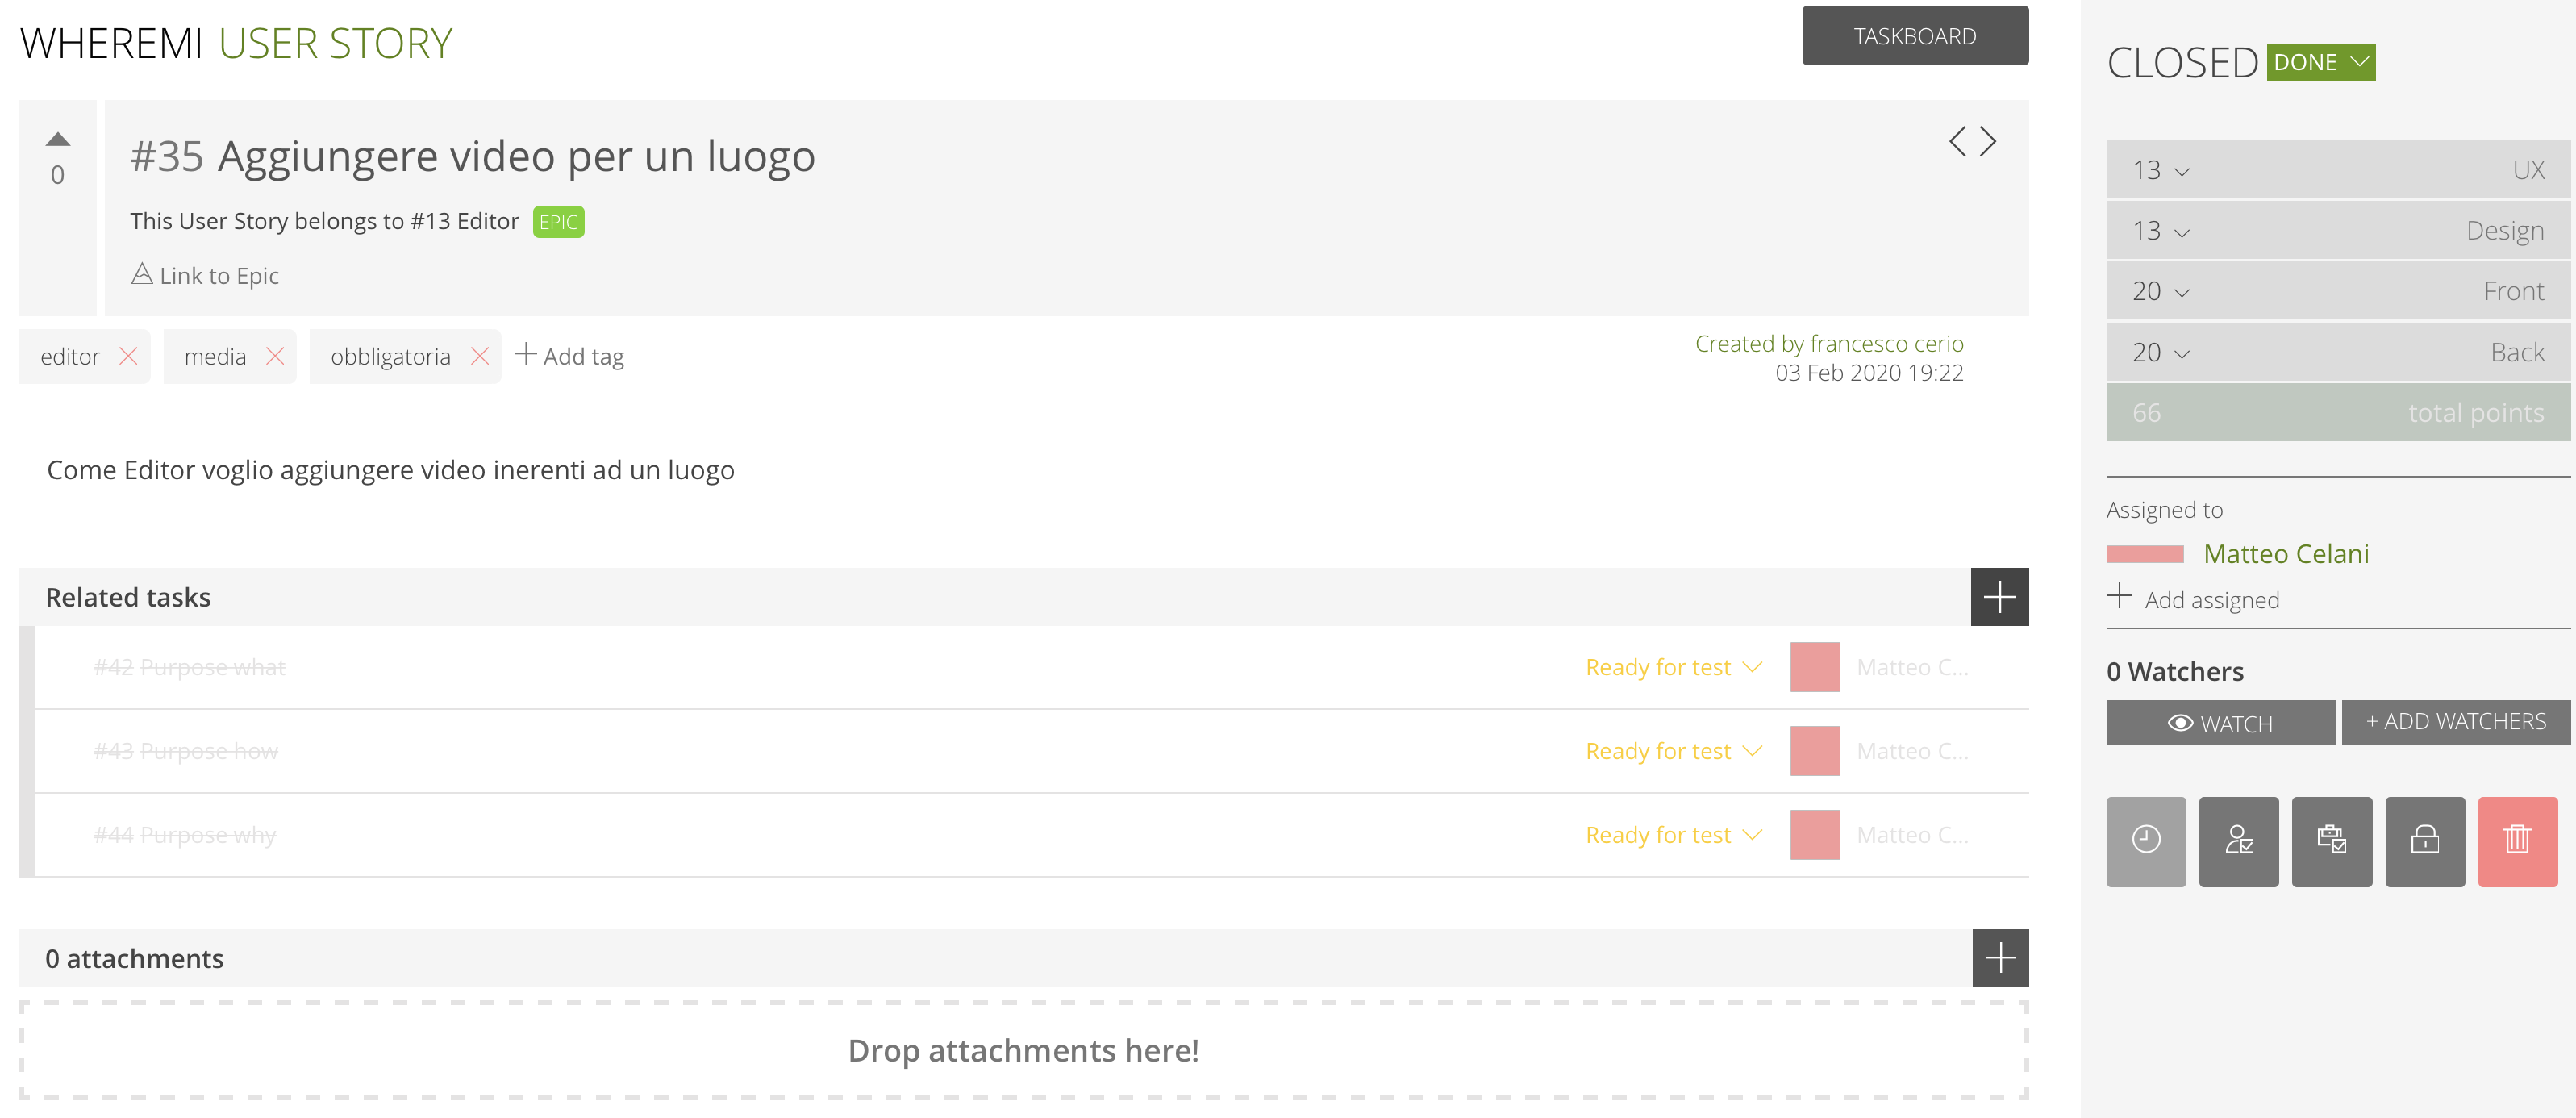 WHEREMI USER STORY
TASKBOARD
0
#35 Aggiungere video per un luogo
This User Story belongs to #13 Editor EPIC
Link to Epic
editor
media
obbligatoria
Add tag
Created by francesco cerio
03 Feb 2020 19:22
Come Editor voglio aggiungere video inerenti ad un luogo
Related tasks
#42 Purpose what Ready for test Matteo C...
#43 Purpose how Ready for test Matteo C...
#44 Purpose why Ready for test Matteo C...
0 attachments
Drop attachments here!
CLOSED DONE
13 UX
13 Design
20 Front
20 Back
66 total points
Assigned to
Matteo Celani
Add assigned
0 Watchers
WATCH
+ ADD WATCHERS